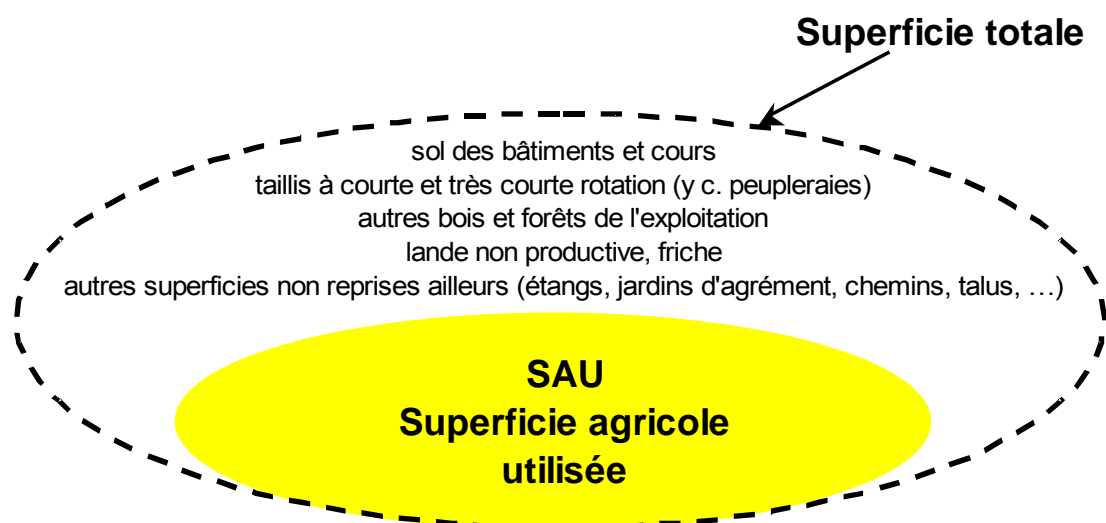 Superficie totale
sol des bâtiments et cours
taillis à courte et très courte rotation (y c. peupleraies)
autres bois et forêts de l'exploitation
lande non productive, friche
autres superficies non reprises ailleurs (étangs, jardins d'agrément, chemins, talus, …)
SAU
Superficie agricole
utilisée